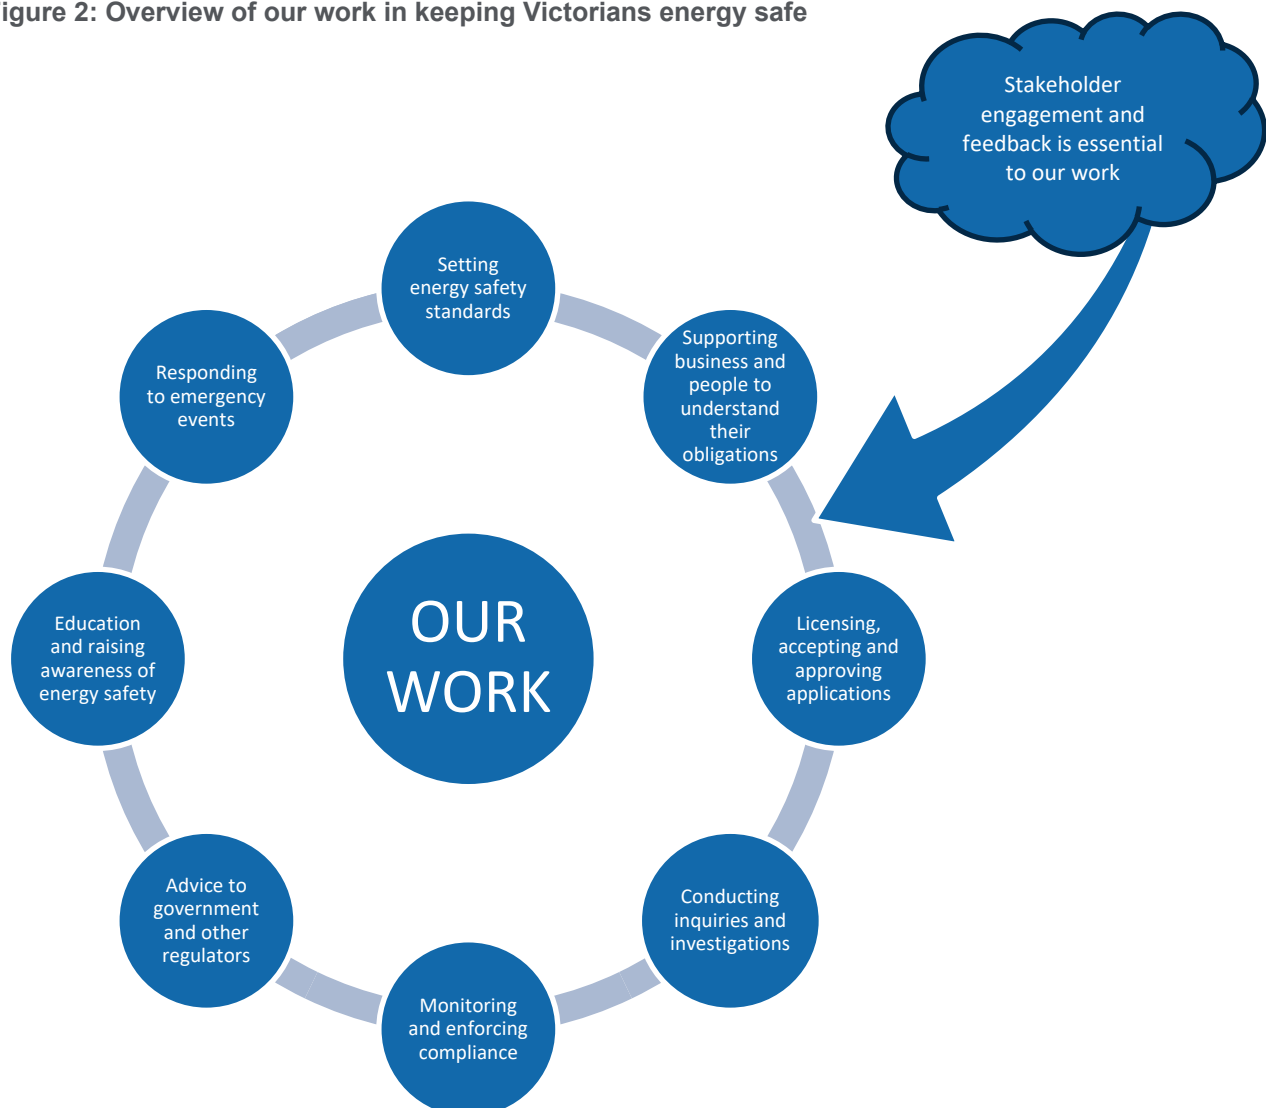 igure 2: Overview of our work in keeping Victorians energy safe
Stakeholder
engagement and
feedback is essential
to our work
Setting
energy safety
standards
Supporting
business and
people to
understand
their
obligations
Licensing,
accepting and
approving
applications
Conducting
inquiries and
investigations
Monitoring
and enforcing
compliance
Advice to
government
and other
regulators
Education
and raising
awareness of
energy safety
Responding
to emergency
events
OUR
WORK